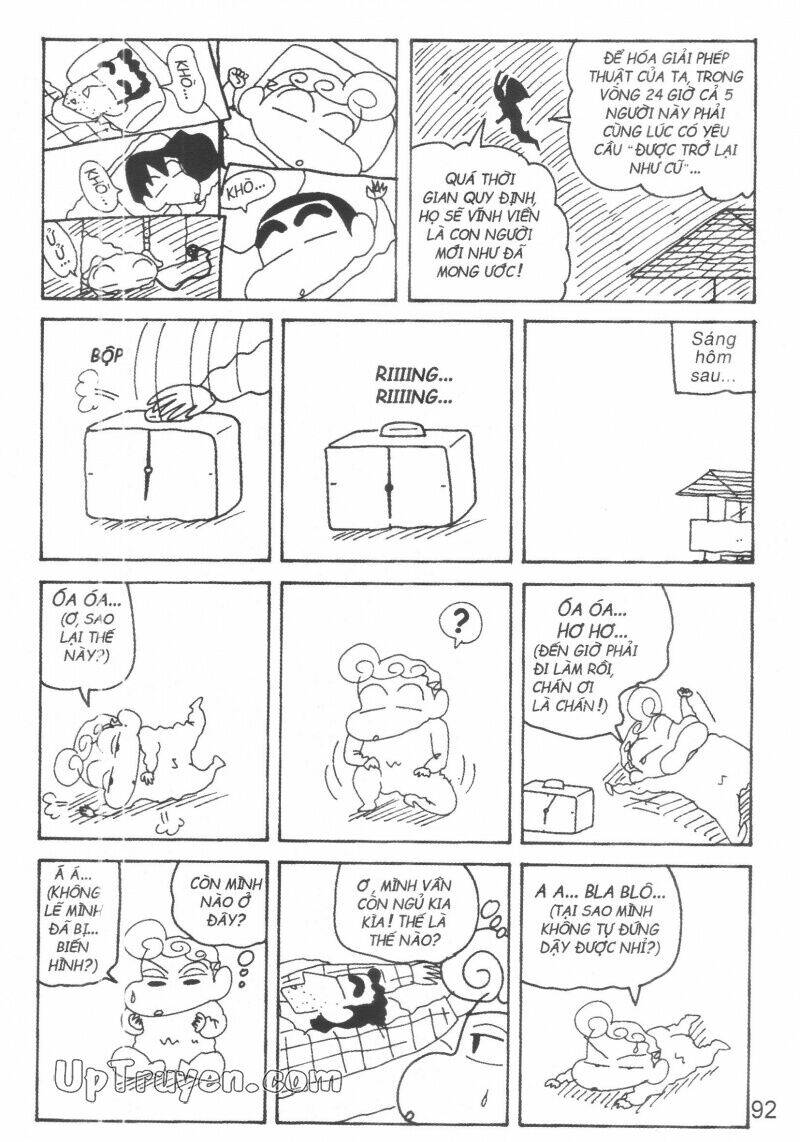 ĐỂ HÓA GIẢI PHÉP
THUẬT CỦA TA, TRONG
VÒNG 24 GIỜ CẢ 5
NGƯỜI NÀY PHẢI
CÙNG LÚC CÓ YÊU
CẦU "ĐƯỢC TRỞ LẠI
NHƯ CŨ"...
QUÁ THỜI
GIAN QUY ĐỊNH,
HỌ SẼ VĨNH VIỄN
LÀ CON NGƯỜI
MỚI NHƯ ĐÃ
MONG ƯỚC!
KHÒ...
KHÒ...
KHÒ...
Ử Ừ...
Sáng
hôm
sau...
RIIIING...
RIIIING...
BỘP
ÓA ÓA...
HƠ HƠ...
(ĐẾN GIỜ PHẢI
ĐI LÀM RỒI,
CHÁN ƠI
LÀ CHÁN!)
?
ÓA ÓA...
(Ơ, SAO
LẠI THẾ
NÀY?)
A A... BLA BLÔ...
(TẠI SAO MÌNH
KHÔNG TỰ ĐỨNG
DẬY ĐƯỢC NHỈ?)
Ơ, MÌNH VẪN
CÒN NGỦ KIA
KÌA! THẾ LÀ
THẾ NÀO?
CÒN MÌNH
NÀO Ở
ĐÂY?
Á Á...
(KHÔNG
LẼ MÌNH
ĐÃ BỊ...
BIẾN
HÌNH?)
UpTruyen.com
92